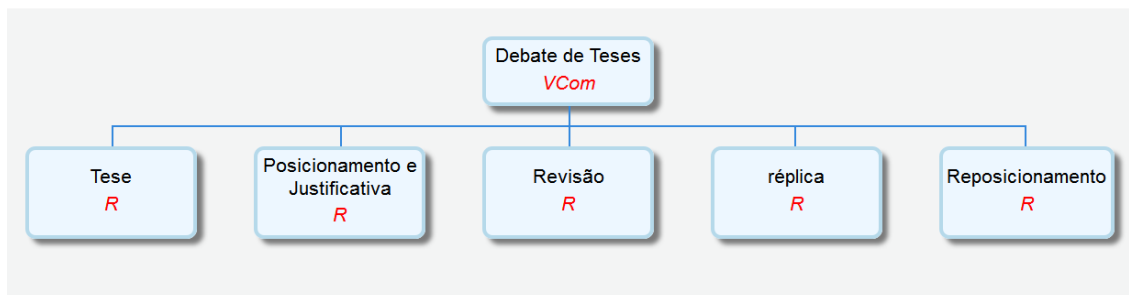 Debate de Teses
VCom
Tese
R
Posicionamento e
Justificativa
R
Revisão
R
réplica
R
Reposicionamento
R